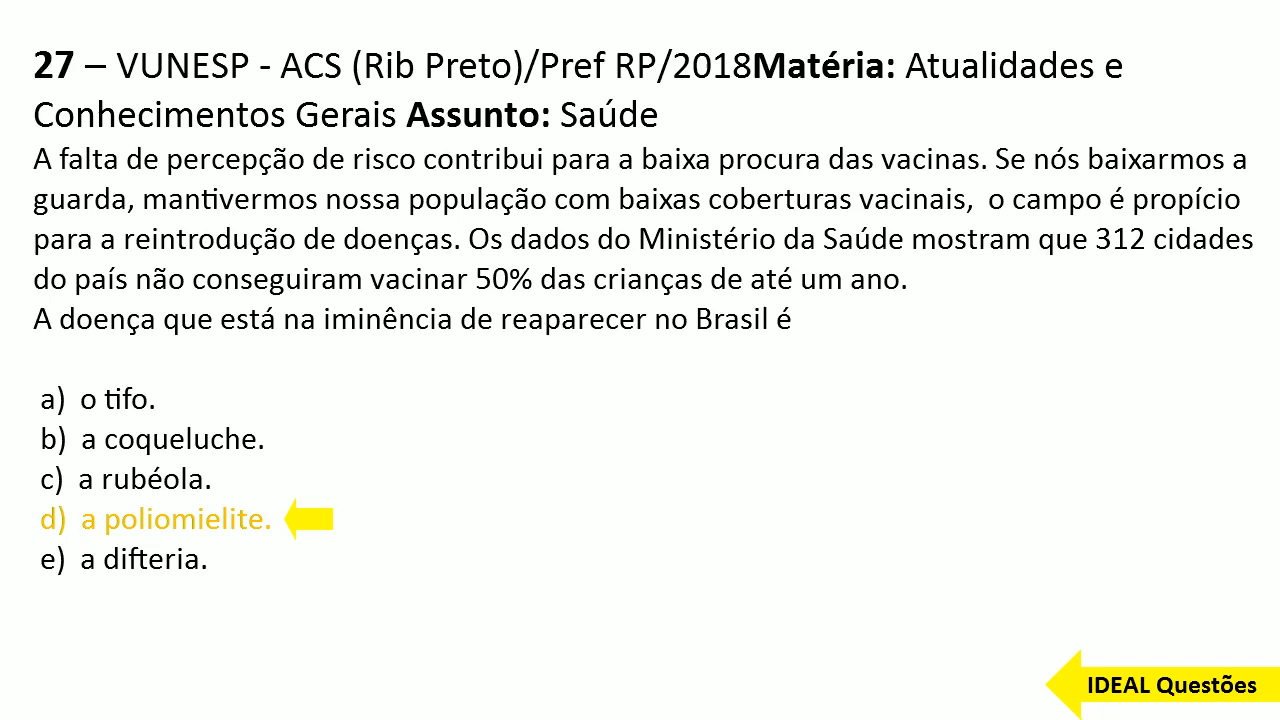 27 – VUNESP - ACS (Rib Preto)/Pref RP/2018Matéria: Atualidades e
Conhecimentos Gerais Assunto: Saúde
A falta de percepção de risco contribui para a baixa procura das vacinas. Se nós baixarmos a
guarda, mantivermos nossa população com baixas coberturas vacinais,  o campo é propício
para a reintrodução de doenças. Os dados do Ministério da Saúde mostram que 312 cidades
do país não conseguiram vacinar 50% das crianças de até um ano.
A doença que está na iminência de reaparecer no Brasil é
a)  o tifo.
b)  a coqueluche.
c)  a rubéola.
d)  a poliomielite.
e)  a difteria.
IDEAL Questões